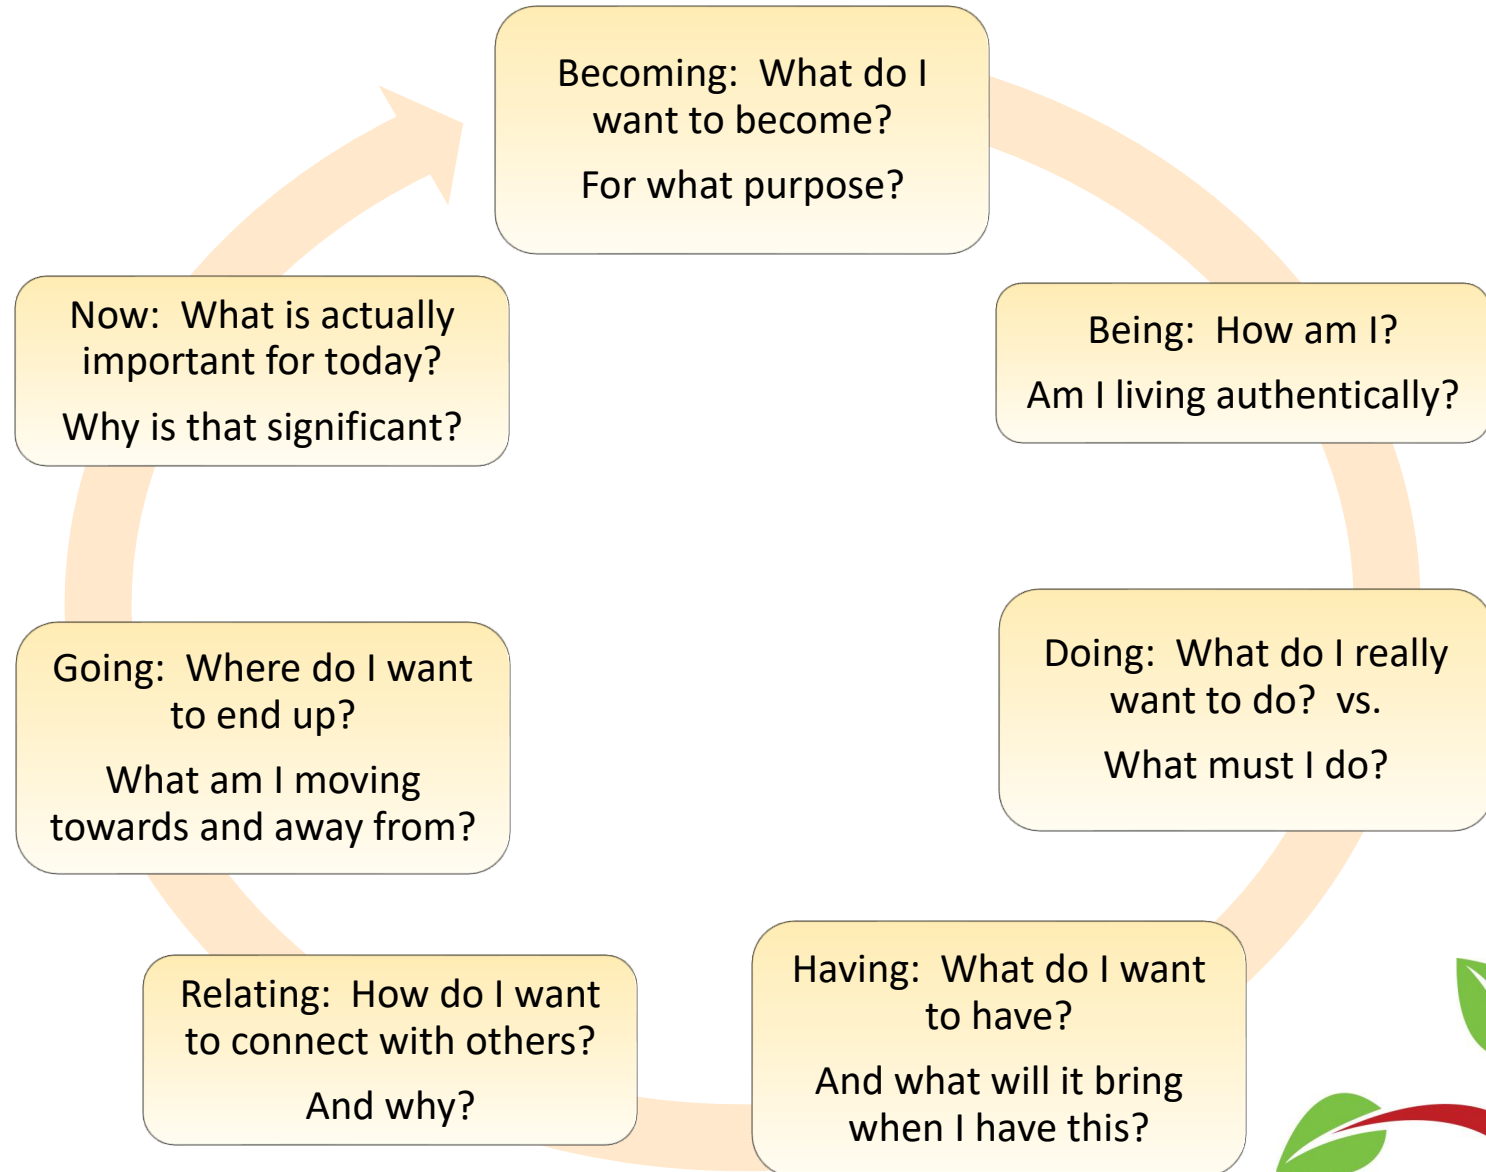 Becoming:  What do I
want to become?
For what purpose?
Being:  How am I?
Am I living authentically?
Doing:  What do I really
want to do?  vs.
What must I do?
Having:  What do I want
to have?
And what will it bring
when I have this?
Relating:  How do I want
to connect with others?
And why?
Going:  Where do I want
to end up?
What am I moving
towards and away from?
Now:  What is actually
important for today?
Why is that significant?